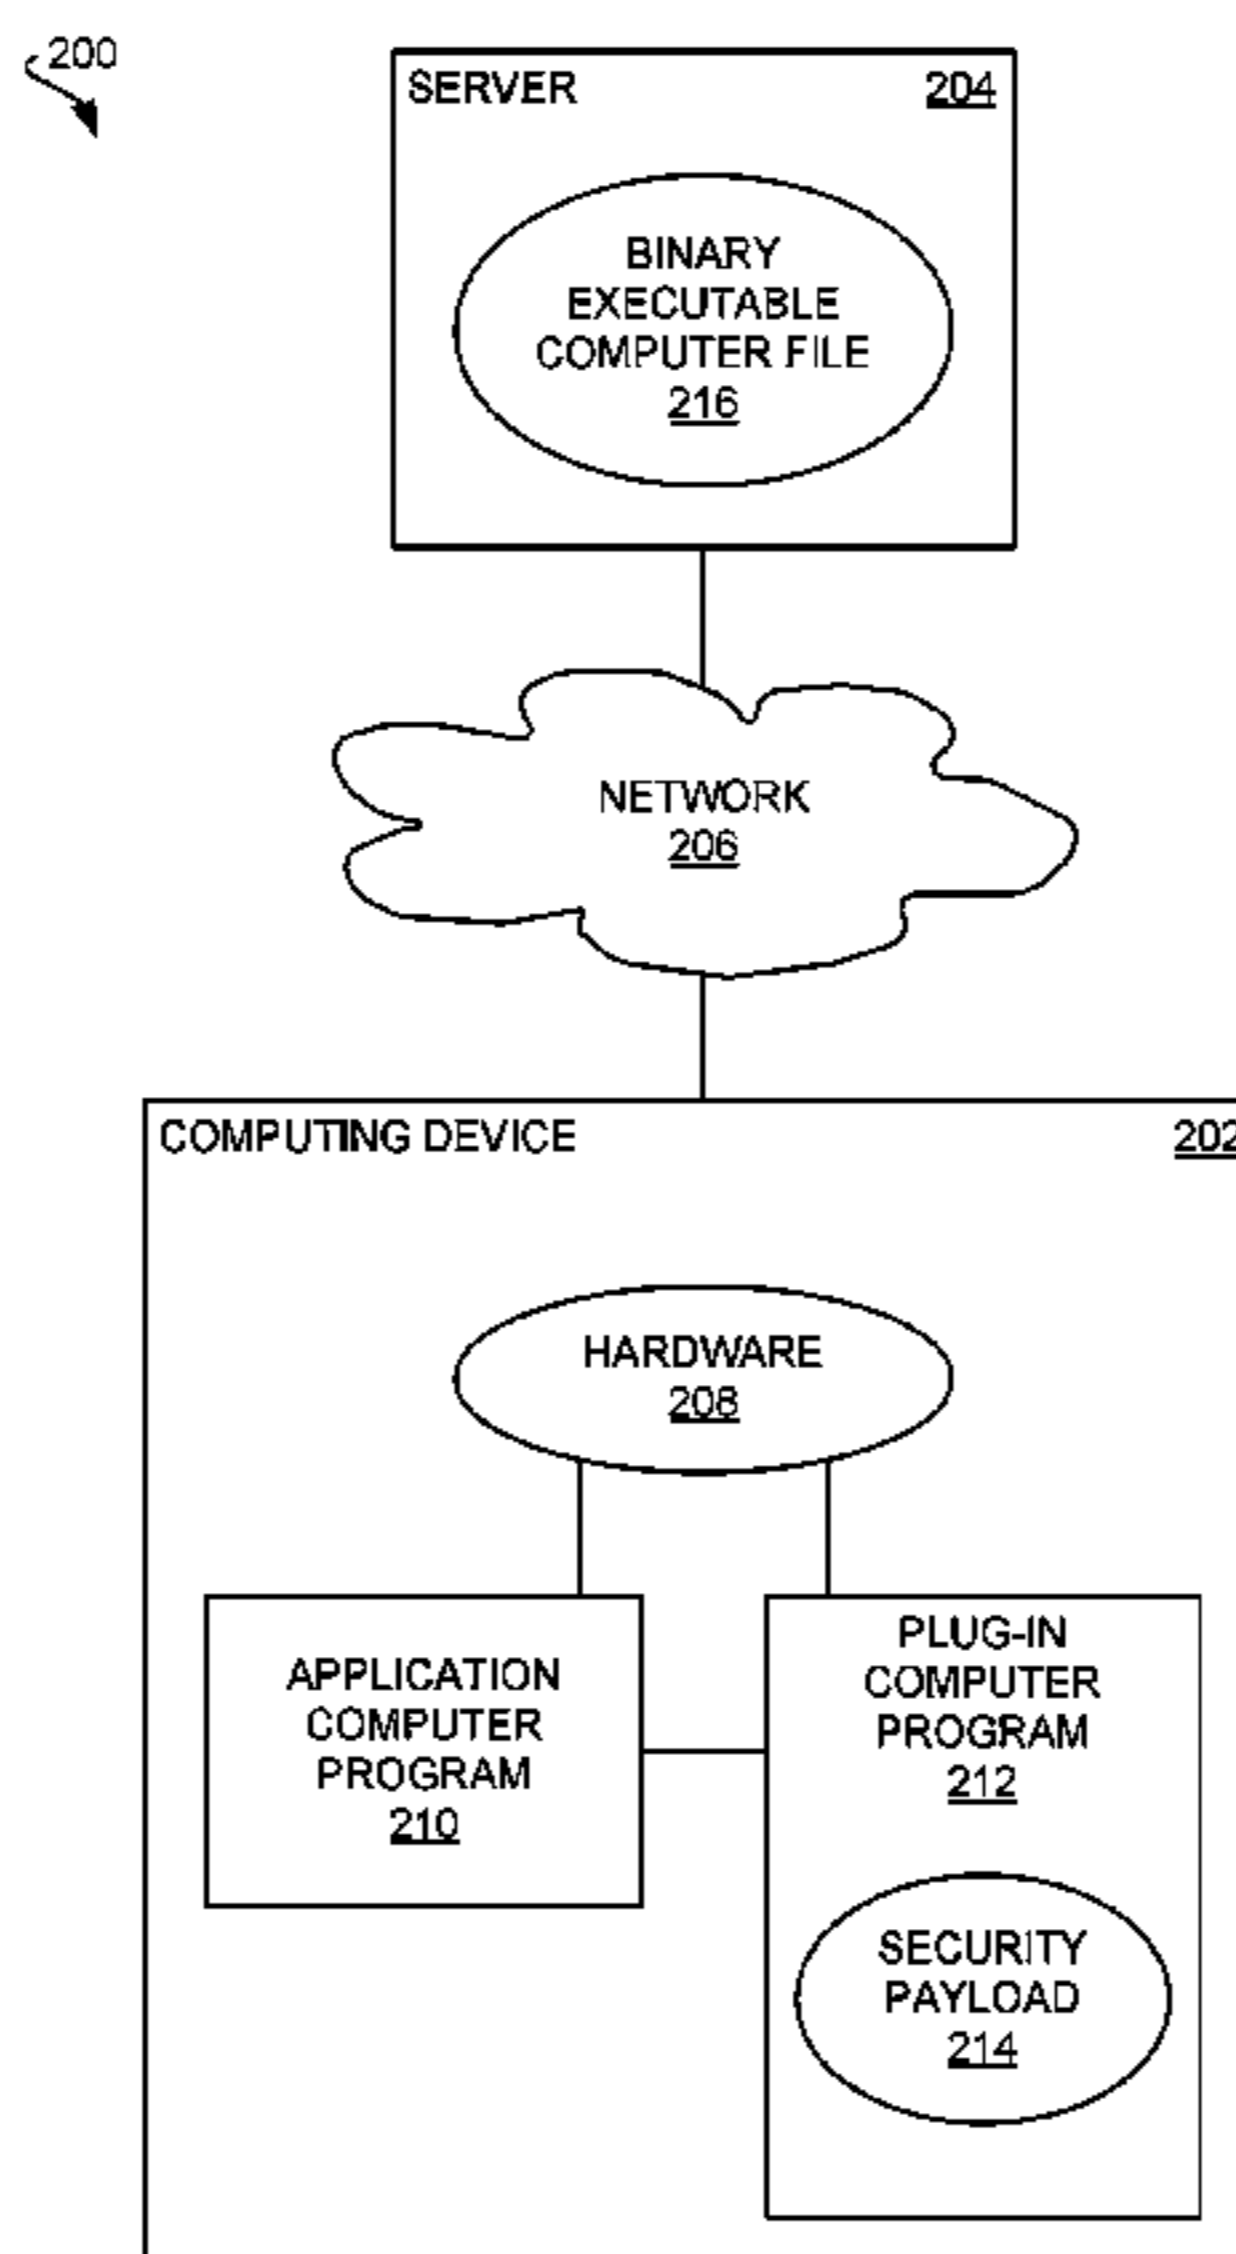 200
SERVER 204
BINARY
EXECUTABLE
COMPUTER FILE
216
NETWORK
206
COMPUTING DEVICE 202
HARDWARE
208
APPLICATION
COMPUTER
PROGRAM
210
PLUG-IN
COMPUTER
PROGRAM
212
SECURITY
PAYLOAD
214